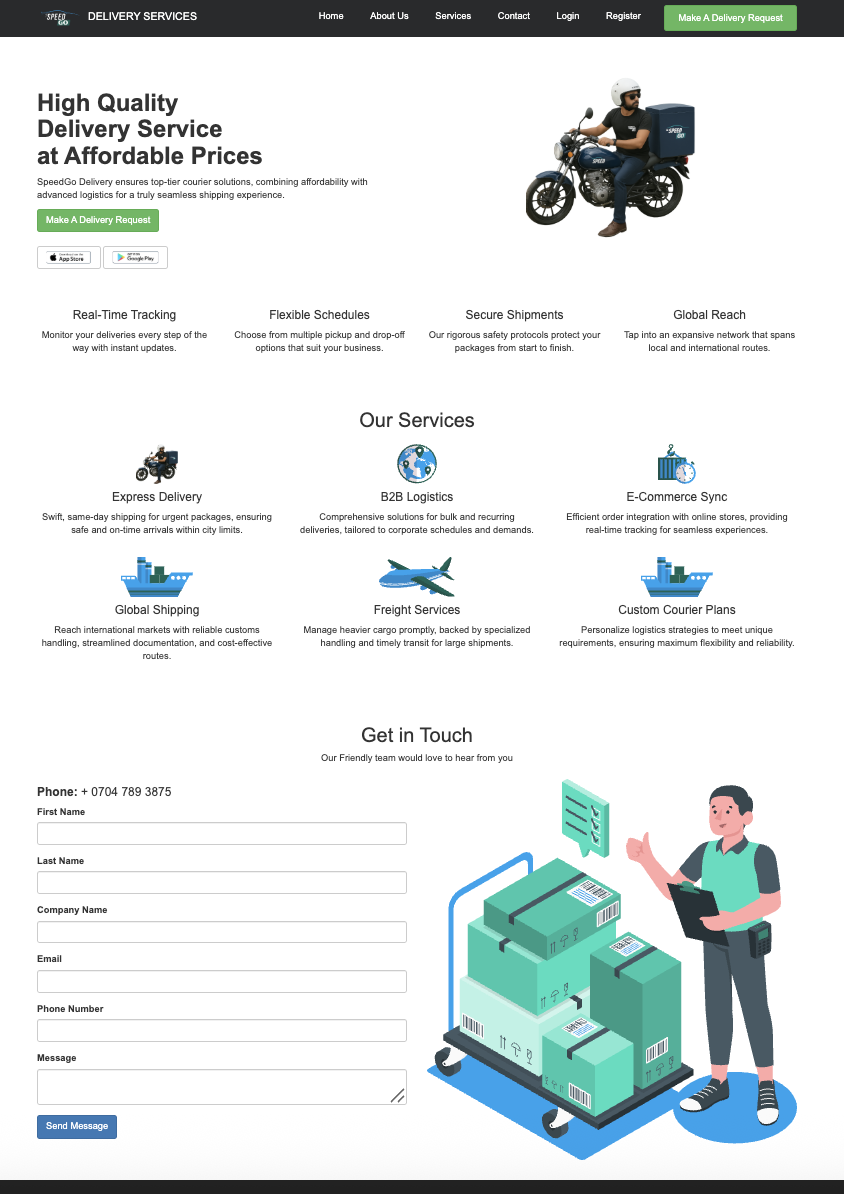 SPEED
GO
DELIVERY SERVICES
Home
About Us
Services
Contact
Login
Register
Make A Delivery Request
High Quality
Delivery Service
at Affordable Prices
SpeedGo Delivery ensures top-tier courier solutions, combining affordability with
advanced logistics for a truly seamless shipping experience.
Make A Delivery Request
App Store
Google Play
SPEED
GO
SPEED
Real-Time Tracking
Monitor your deliveries every step of the
way with instant updates.
Flexible Schedules
Choose from multiple pickup and drop-off
options that suit your business.
Secure Shipments
Our rigorous safety protocols protect your
packages from start to finish.
Global Reach
Tap into an expansive network that spans
local and international routes.
Our Services
Express Delivery
Swift, same-day shipping for urgent packages, ensuring
safe and on-time arrivals within city limits.
B2B Logistics
Comprehensive solutions for bulk and recurring
deliveries, tailored to corporate schedules and demands.
E-Commerce Sync
Efficient order integration with online stores, providing
real-time tracking for seamless experiences.
Global Shipping
Reach international markets with reliable customs
handling, streamlined documentation, and cost-effective
routes.
Freight Services
Manage heavier cargo promptly, backed by specialized
handling and timely transit for large shipments.
Custom Courier Plans
Personalize logistics strategies to meet unique
requirements, ensuring maximum flexibility and reliability.
Get in Touch
Our Friendly team would love to hear from you
Phone: + 0704 789 3875
First Name
Last Name
Company Name
Email
Phone Number
Message
Send Message